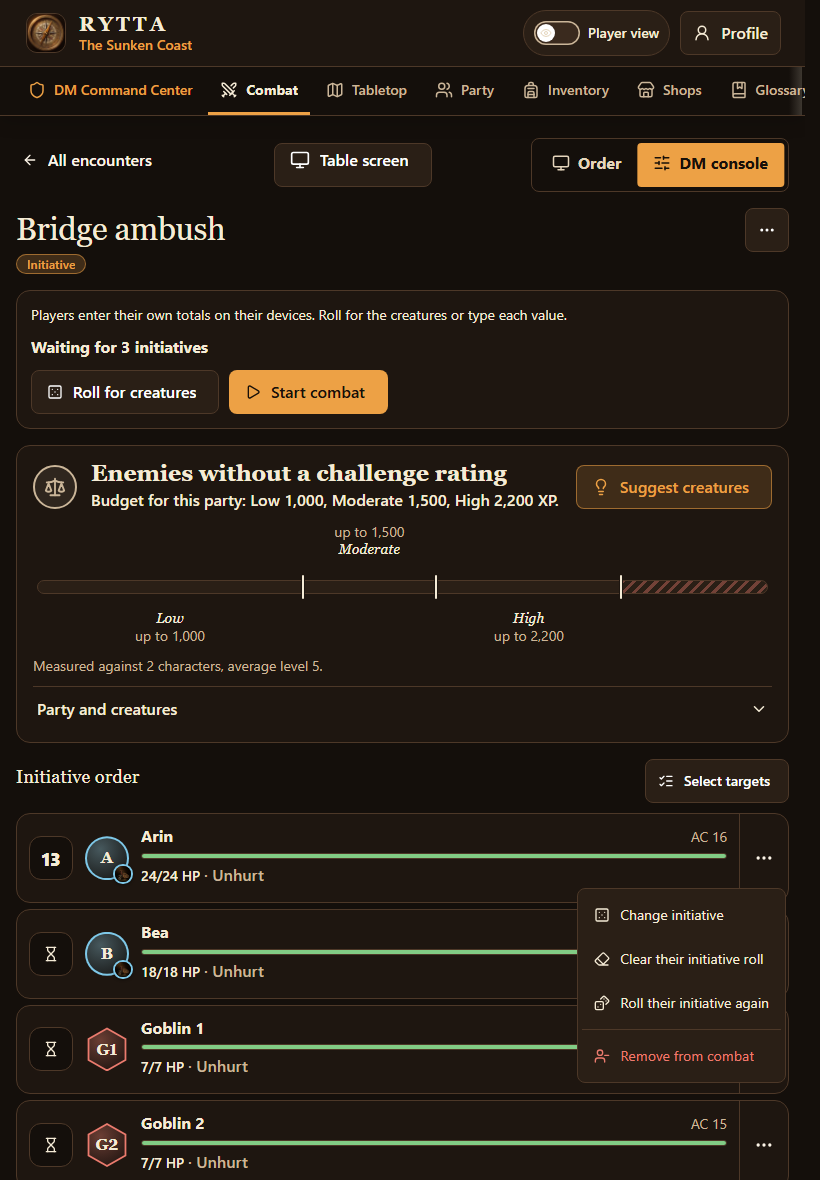 RYTTA
The Sunken Coast
Player view
Profile
DM Command Center
Combat
Tabletop
Party
Inventory
Shops
Glossary
All encounters
Table screen
Order
DM console
Bridge ambush
Initiative
Players enter their own totals on their devices. Roll for the creatures or type each value.
Waiting for 3 initiatives
Roll for creatures
Start combat
Enemies without a challenge rating
Budget for this party: Low 1,000, Moderate 1,500, High 2,200 XP.
Suggest creatures
up to 1,500
Moderate
Low
up to 1,000
High
up to 2,200
Measured against 2 characters, average level 5.
Party and creatures
Initiative order
Select targets
13
A
Arin
AC 16
24/24 HP · Unhurt
Change initiative
Clear their initiative roll
Roll their initiative again
Remove from combat
B
Bea
18/18 HP · Unhurt
G1
Goblin 1
7/7 HP · Unhurt
G2
Goblin 2
AC 15
7/7 HP · Unhurt